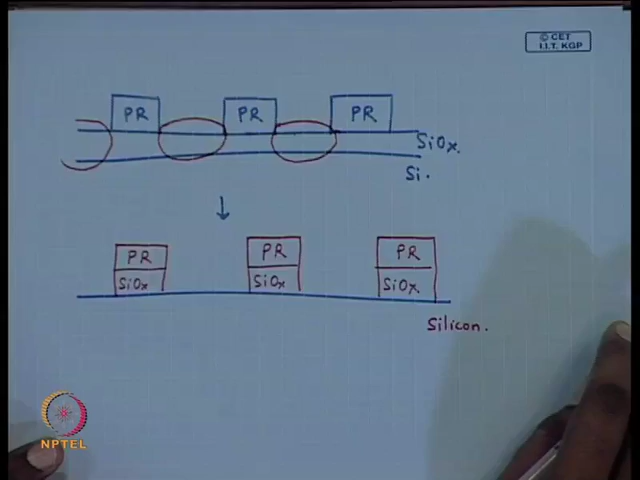 © CET
I.I.T. KGP
PR PR PR
SiOx.
Si.
PR PR PR
SiOx SiOx SiOx
Silicon.
NPTEL